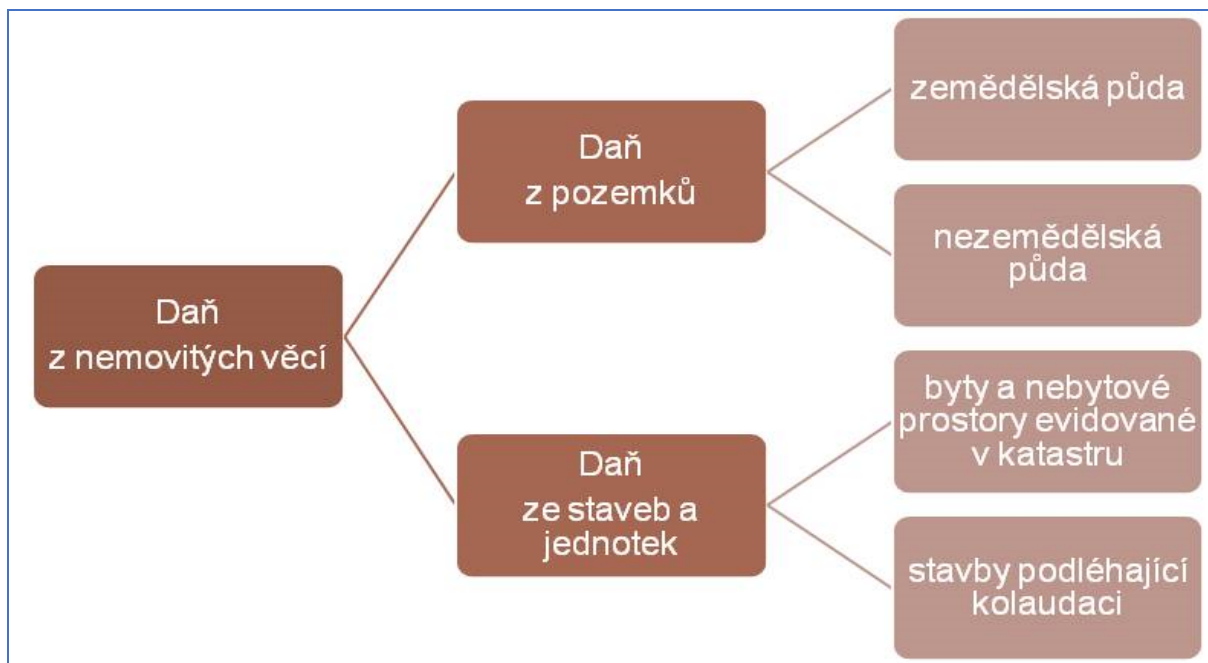 Daň
z nemovitých věcí
Daň
z pozemků
zemědělská půda
nezemědělská
půda
Daň
ze staveb a
jednotek
byty a nebytové
prostory evidované
v katastru
stavby podléhající
kolaudaci